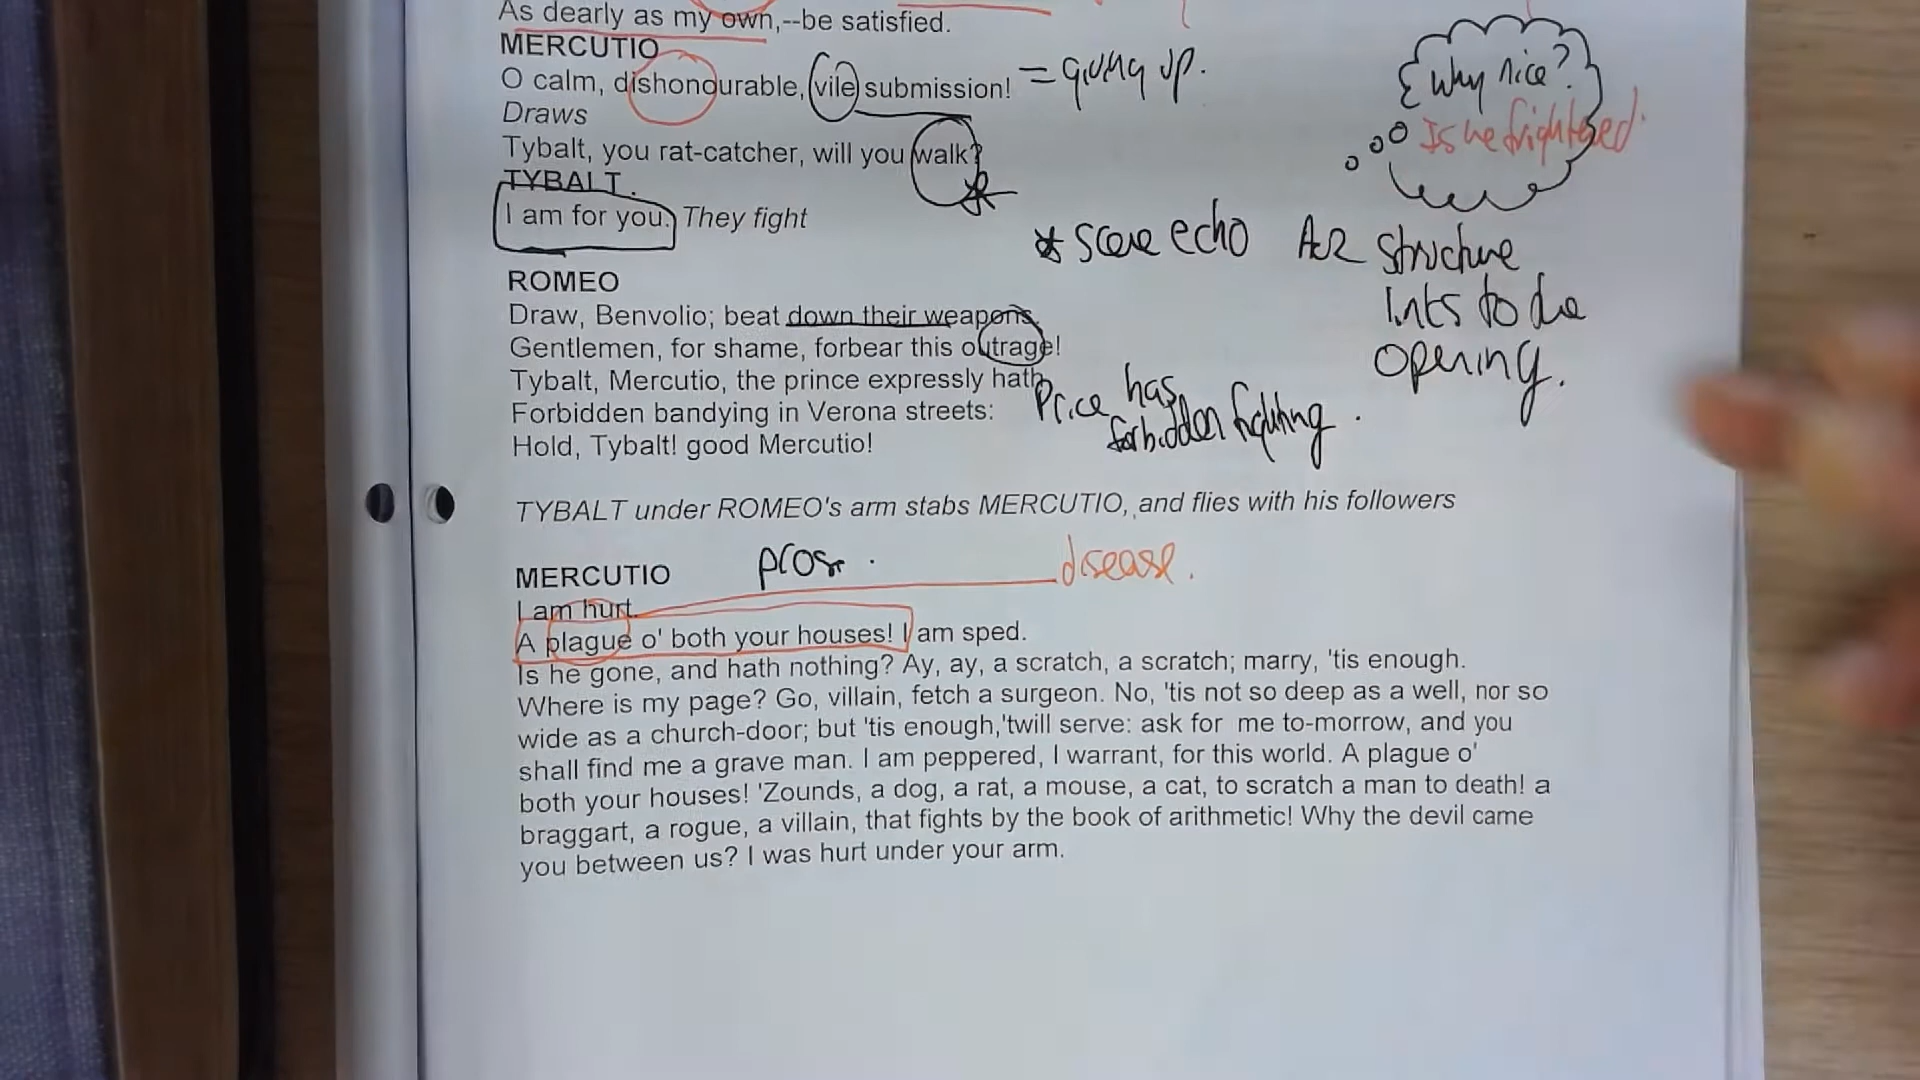 As dearly as my own,--be satisfied.
MERCUTIO
O calm, dishonourable, vile submission! = giving up.
Draws
Tybalt, you rat-catcher, will you walk?
TYBALT.
I am for you. They fight
Why nice?
Is he frightened.
* Scene echo A2 structure
links to the
opening.
ROMEO
Draw, Benvolio; beat down their weapons.
Gentlemen, for shame, forbear this outrage!
Tybalt, Mercutio, the prince expressly hath
Forbidden bandying in Verona streets:
Hold, Tybalt! good Mercutio!
Price has
forbidden fighting.
TYBALT under ROMEO's arm stabs MERCUTIO, and flies with his followers
MERCUTIO prose. disease.
I am hurt.
A plague o' both your houses! I am sped.
Is he gone, and hath nothing? Ay, ay, a scratch, a scratch; marry, 'tis enough.
Where is my page? Go, villain, fetch a surgeon. No, 'tis not so deep as a well, nor so
wide as a church-door; but 'tis enough,'twill serve: ask for me to-morrow, and you
shall find me a grave man. I am peppered, I warrant, for this world. A plague o'
both your houses! 'Zounds, a dog, a rat, a mouse, a cat, to scratch a man to death! a
braggart, a rogue, a villain, that fights by the book of arithmetic! Why the devil came
you between us? I was hurt under your arm.